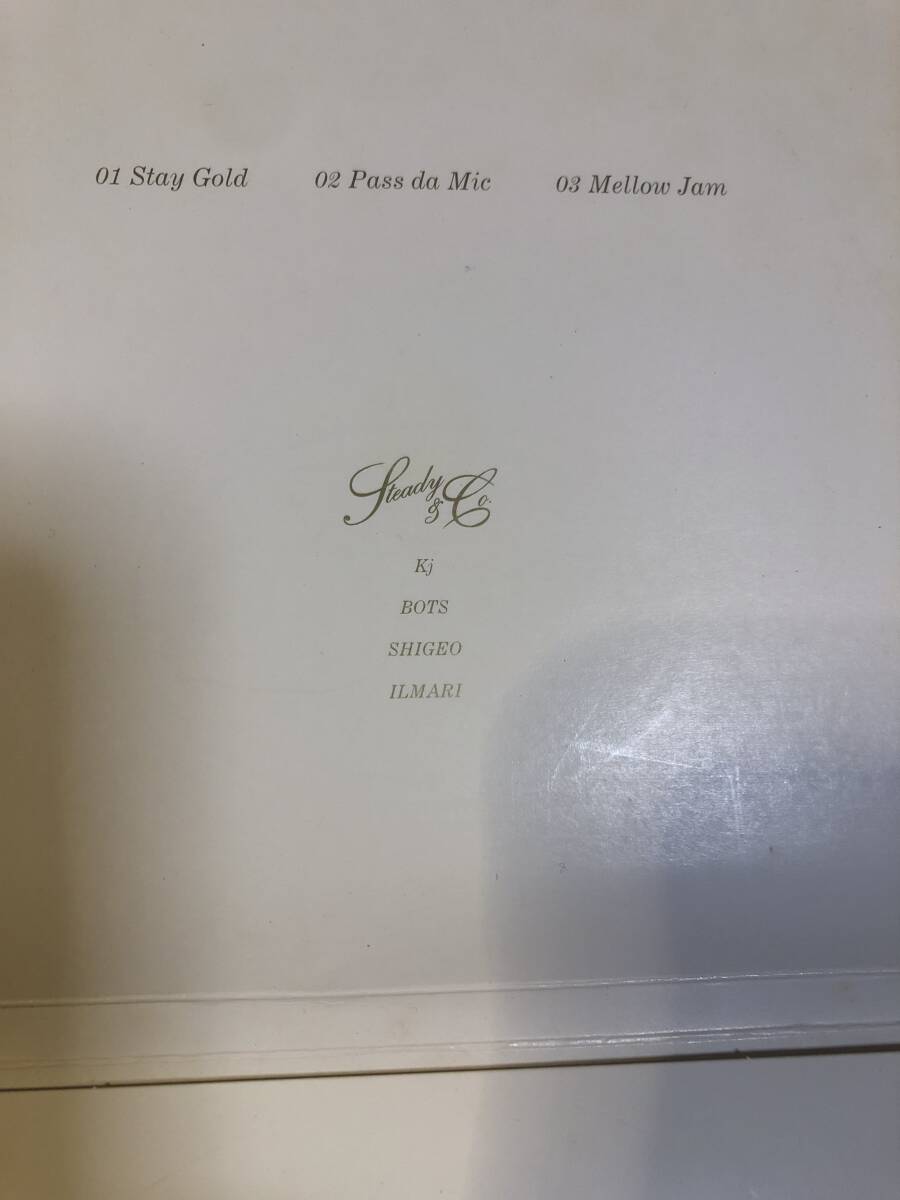 01 Stay Gold 02 Pass da Mic 03 Mellow Jam
Steady & Co.
Kj
BOTS
SHIGEO
ILMARI